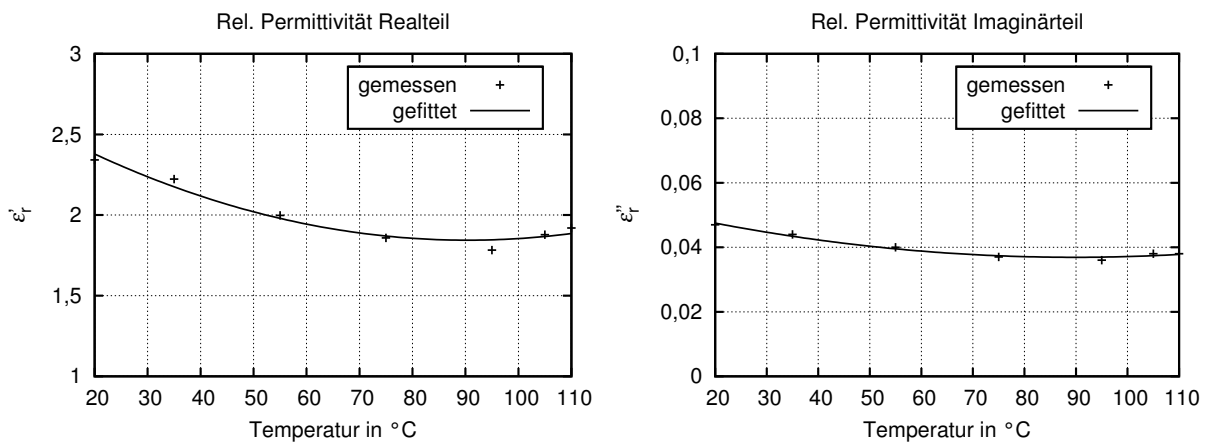 Rel. Permittivität Realteil
3
2,5
2
1,5
1
gemessen
gefittet
ε'r
20 30 40 50 60 70 80 90 100 110
Temperatur in °C
Rel. Permittivität Imaginärteil
0,1
0,08
0,06
0,04
0,02
0
gemessen
gefittet
ε''r
20 30 40 50 60 70 80 90 100 110
Temperatur in °C